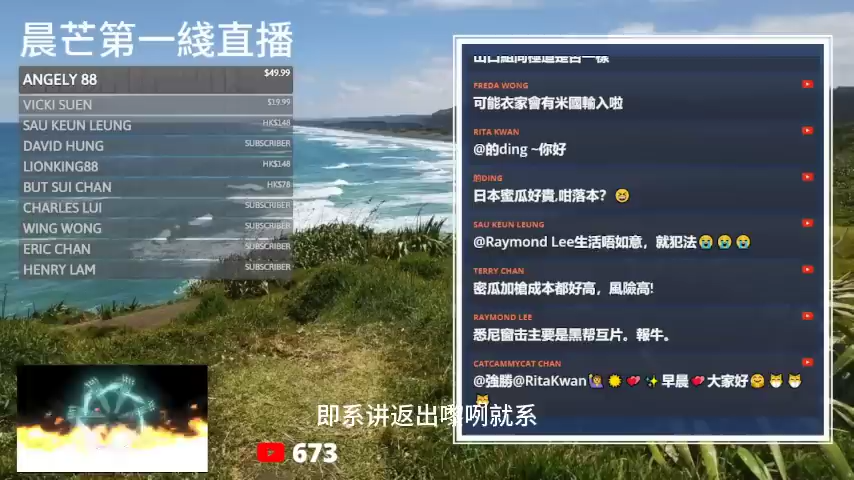 晨芒第一綫直播
ANGELY 88 $49.99
VICKI SUEN $19.99
SAU KEUN LEUNG HK$148
DAVID HUNG SUBSCRIBER
LIONKING88 HK$148
BUT SUI CHAN HK$78
CHARLES LUI SUBSCRIBER
WING WONG SUBSCRIBER
ERIC CHAN SUBSCRIBER
HENRY LAM SUBSCRIBER
FREDA WONG
可能衣家會有米國輸入啦
RITA KWAN
@的ding ~你好
的DING
日本蜜瓜好貴,咁落本？😆
SAU KEUN LEUNG
@Raymond Lee生活唔如意，就犯法😭😭😭
TERRY CHAN
密瓜加槍成本都好高，風險高!
RAYMOND LEE
悉尼窗击主要是黑帮互片。報牛。
CATCAMMYCAT CHAN
@強勝@RitaKwan🙋🌟💕✨早晨💕大家好🤗🐱🐱
🐱
即系讲返出嚟咧就系
673